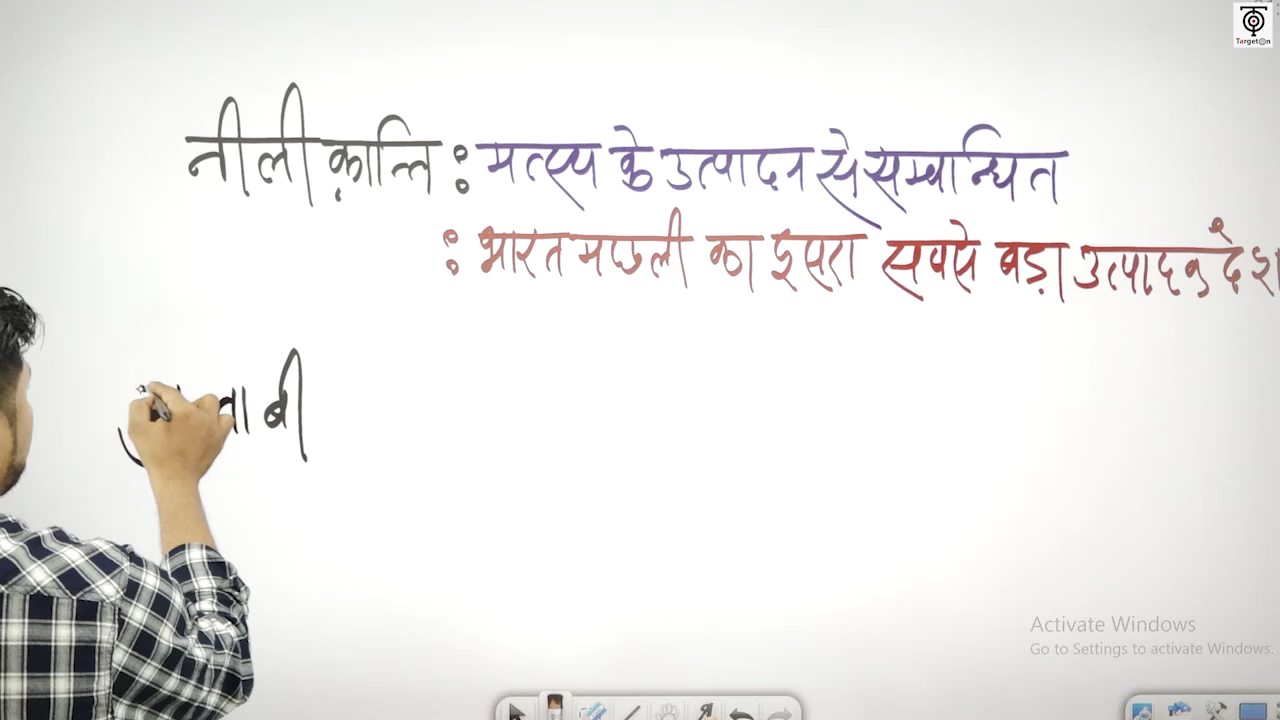 TargetOn
नीली क्रान्ति : मत्स्य के उत्पादन से सम्बन्धित
: भारत मछली का दूसरा सबसे बड़ा उत्पादक देश
Activate Windows
Go to Settings to activate Windows.